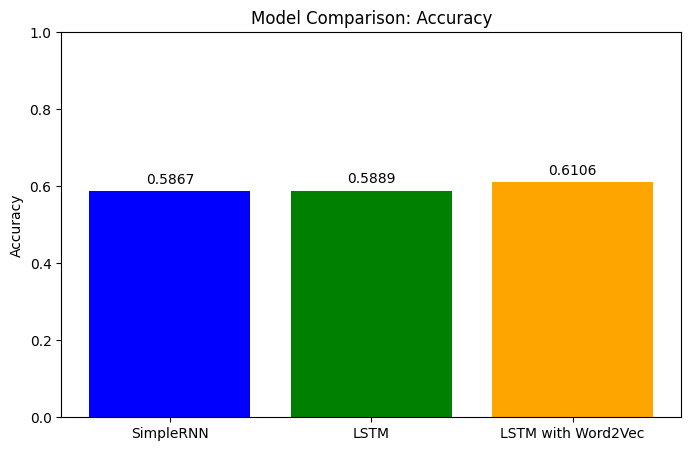 Model Comparison: Accuracy
1.0
0.8
0.6
0.4
0.2
0.0
Accuracy
0.5867
0.5889
0.6106
SimpleRNN
LSTM
LSTM with Word2Vec